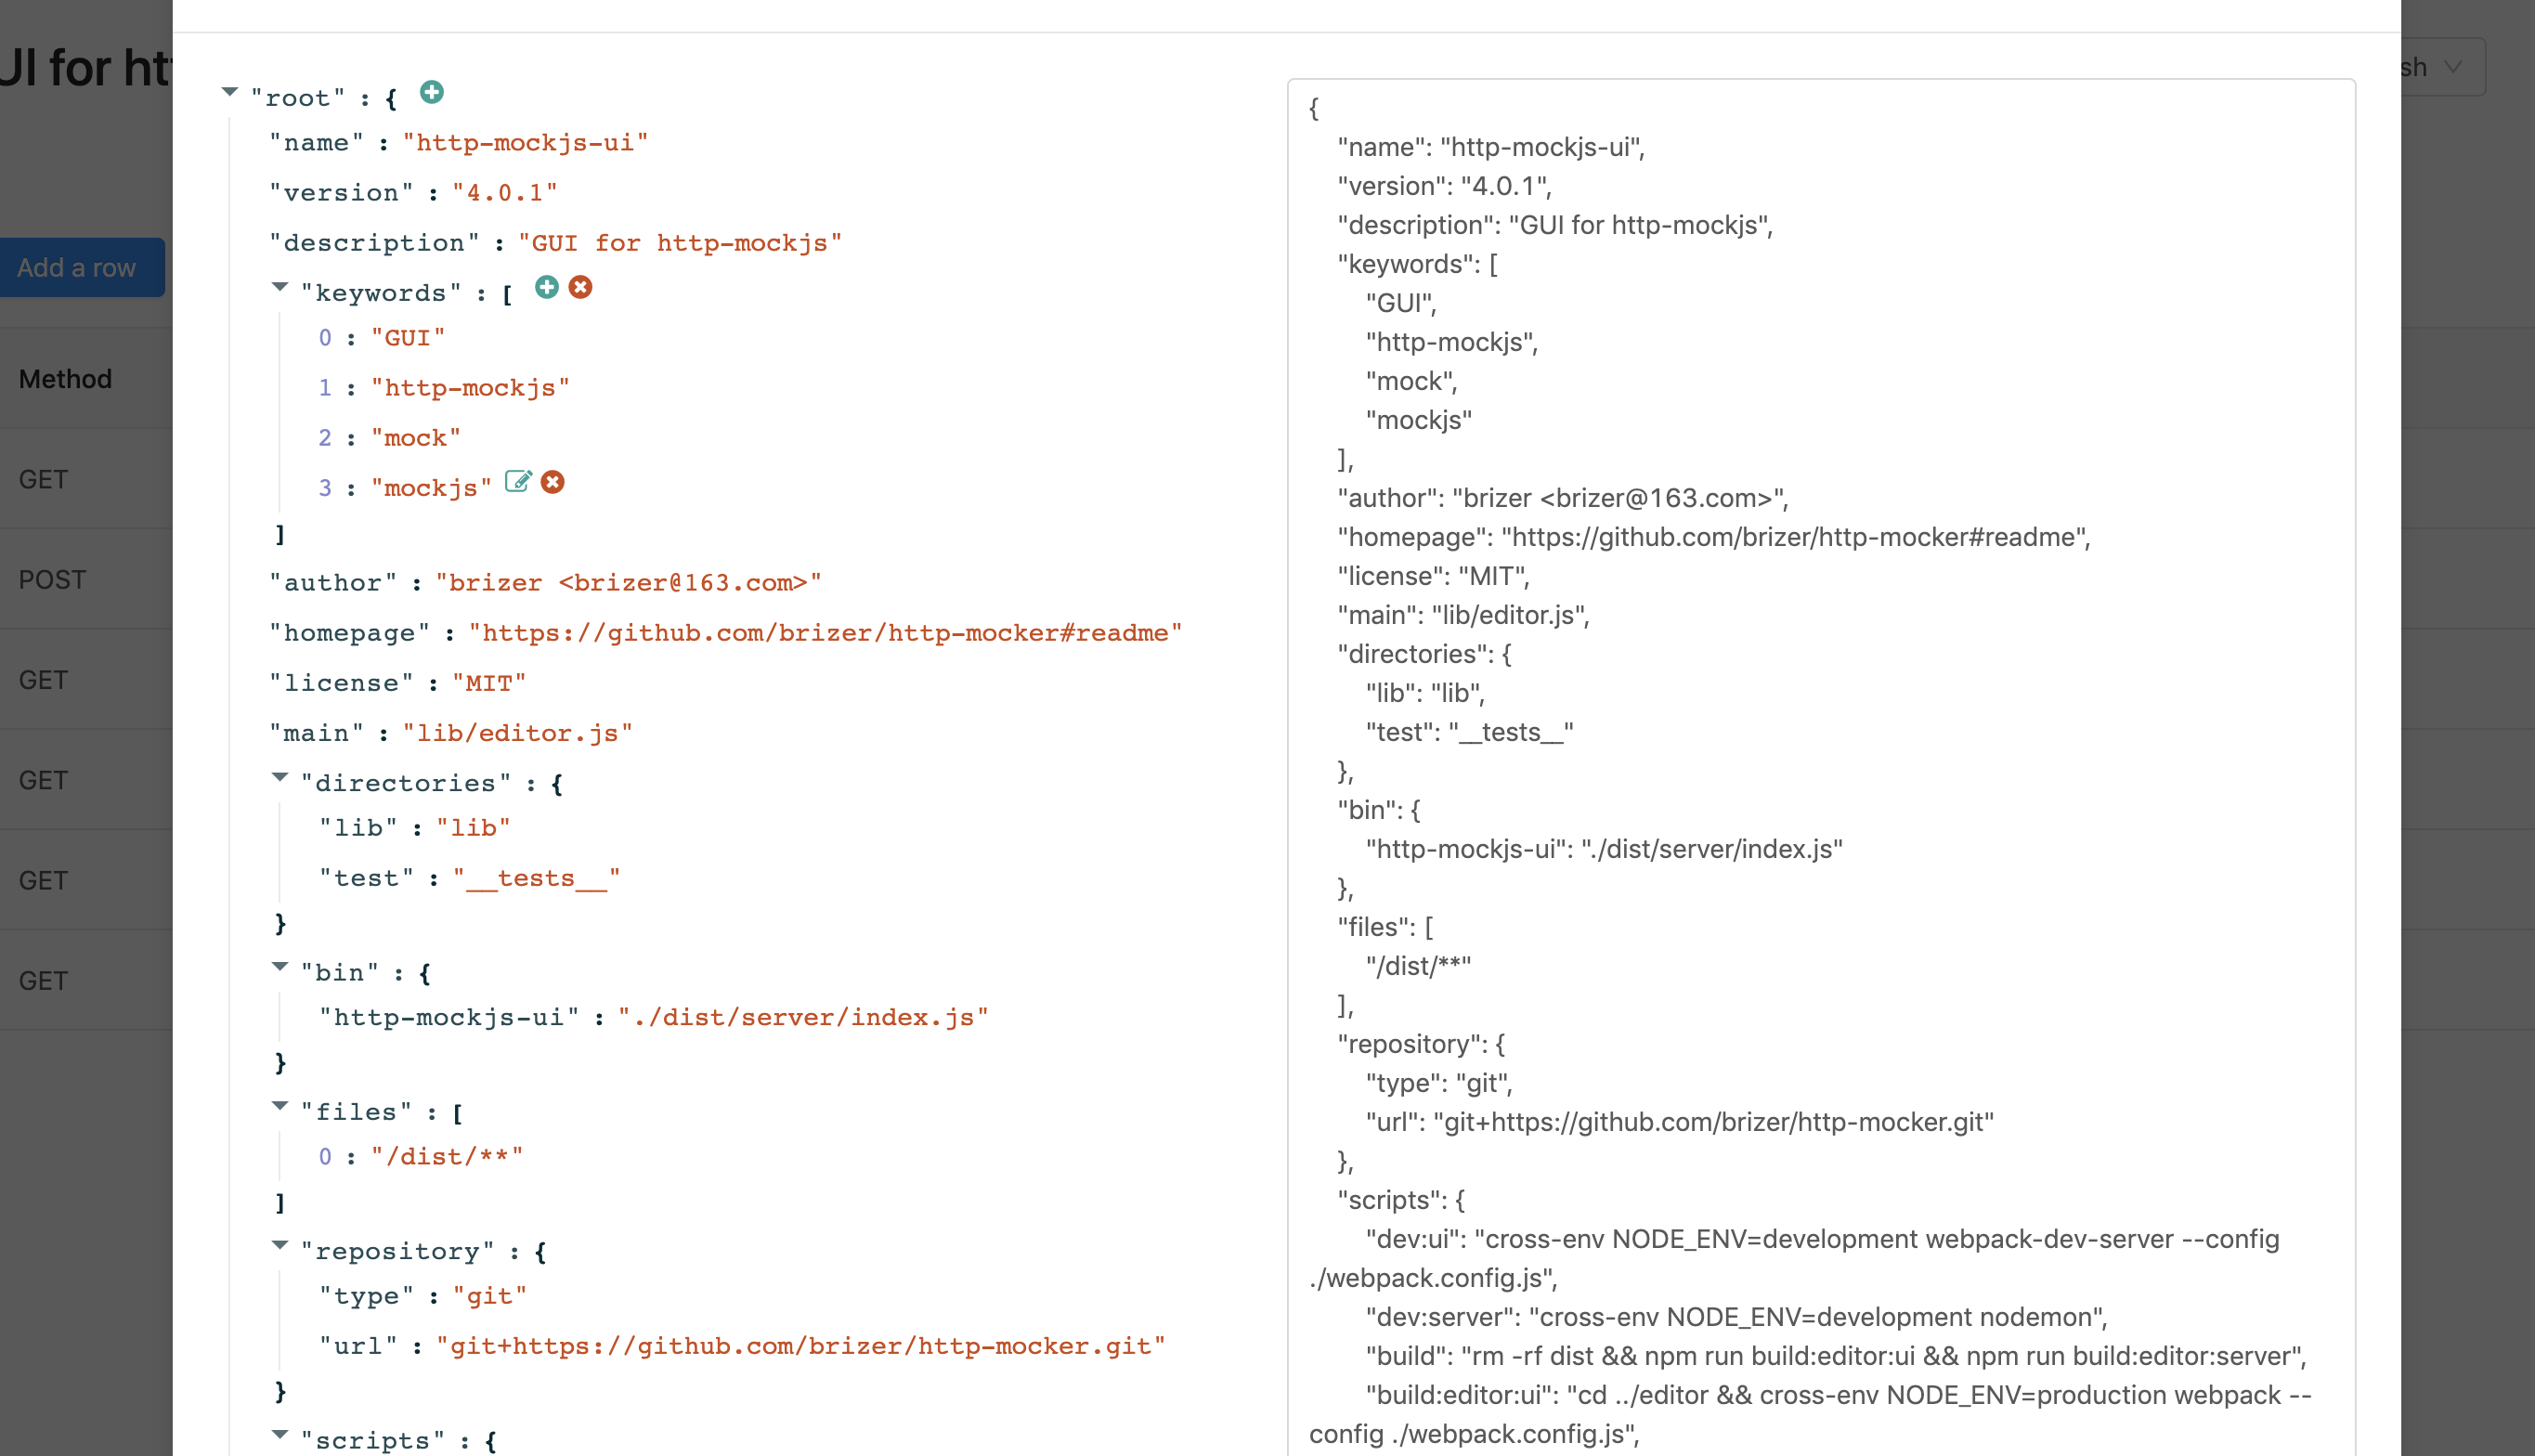 UI for htt
sh
Add a row
Method
GET
POST
GET
GET
GET
GET
"root" : {
"name" : "http-mockjs-ui"
"version" : "4.0.1"
"description" : "GUI for http-mockjs"
"keywords" : [
0 : "GUI"
1 : "http-mockjs"
2 : "mock"
3 : "mockjs"
]
"author" : "brizer <brizer@163.com>"
"homepage" : "https://github.com/brizer/http-mocker#readme"
"license" : "MIT"
"main" : "lib/editor.js"
"directories" : {
"lib" : "lib"
"test" : "__tests__"
}
"bin" : {
"http-mockjs-ui" : "./dist/server/index.js"
}
"files" : [
0 : "/dist/**"
]
"repository" : {
"type" : "git"
"url" : "git+https://github.com/brizer/http-mocker.git"
}
"scripts" : {
{
"name": "http-mockjs-ui",
"version": "4.0.1",
"description": "GUI for http-mockjs",
"keywords": [
"GUI",
"http-mockjs",
"mock",
"mockjs"
],
"author": "brizer <brizer@163.com>",
"homepage": "https://github.com/brizer/http-mocker#readme",
"license": "MIT",
"main": "lib/editor.js",
"directories": {
"lib": "lib",
"test": "__tests__"
},
"bin": {
"http-mockjs-ui": "./dist/server/index.js"
},
"files": [
"/dist/**"
],
"repository": {
"type": "git",
"url": "git+https://github.com/brizer/http-mocker.git"
},
"scripts": {
"dev:ui": "cross-env NODE_ENV=development webpack-dev-server --config
./webpack.config.js",
"dev:server": "cross-env NODE_ENV=development nodemon",
"build": "rm -rf dist && npm run build:editor:ui && npm run build:editor:server",
"build:editor:ui": "cd ../editor && cross-env NODE_ENV=production webpack --
config ./webpack.config.js",